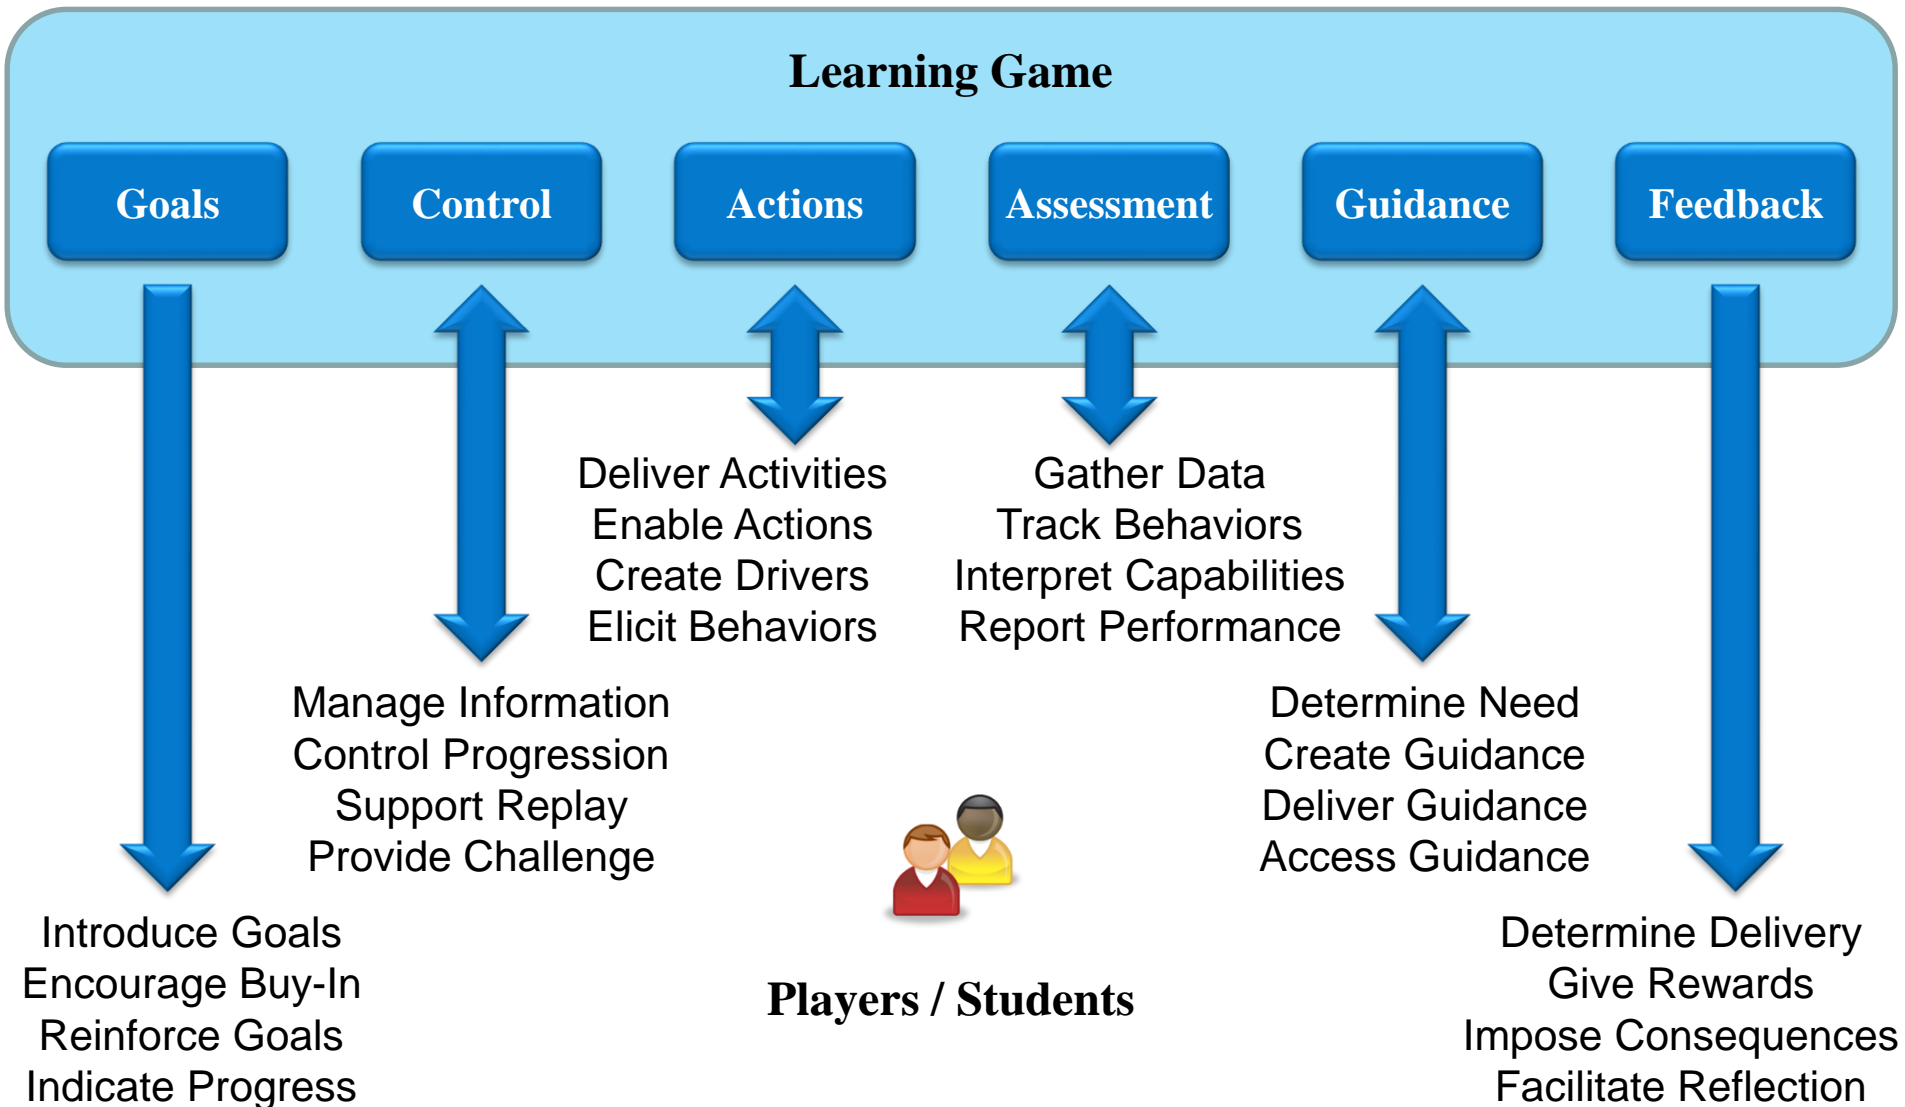 Learning Game
Goals
Control
Actions
Assessment
Guidance
Feedback
Deliver Activities
Enable Actions
Create Drivers
Elicit Behaviors
Gather Data
Track Behaviors
Interpret Capabilities
Report Performance
Manage Information
Control Progression
Support Replay
Provide Challenge
Determine Need
Create Guidance
Deliver Guidance
Access Guidance
Introduce Goals
Encourage Buy-In
Reinforce Goals
Indicate Progress
Players / Students
Determine Delivery
Give Rewards
Impose Consequences
Facilitate Reflection